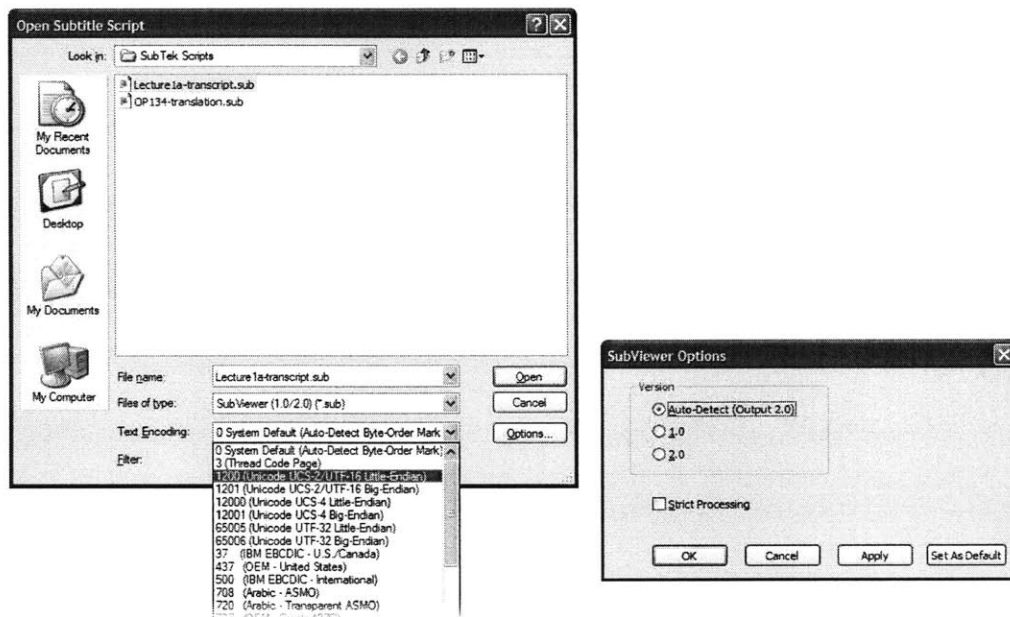 Open Subtitle Script
Look in: SubTek Scripts
Lecture1a-transcript.sub
OP134-translation.sub
My Recent
Documents
Desktop
My Documents
My Computer
File name: Lecture1a-transcript.sub Open
Files of type: SubViewer (1.0/2.0) (*.sub) Cancel
Text Encoding: 0 System Default (Auto-Detect Byte-Order Mark Options...
Filter:
0 System Default (Auto-Detect Byte-Order Mark)
3 (Thread Code Page)
1200 (Unicode UCS-2/UTF-16 Little-Endian)
1201 (Unicode UCS-2/UTF-16 Big-Endian)
12000 (Unicode UCS-4 Little-Endian)
12001 (Unicode UCS-4 Big-Endian)
65005 (Unicode UTF-32 Little-Endian)
65006 (Unicode UTF-32 Big-Endian)
37 (IBM EBCDIC - U.S./Canada)
437 (OEM - United States)
500 (IBM EBCDIC - International)
708 (Arabic - ASMO)
720 (Arabic - Transparent ASMO)
SubViewer Options
Version
Auto-Detect (Output 2.0)
1.0
2.0
Strict Processing
OK Cancel Apply Set As Default